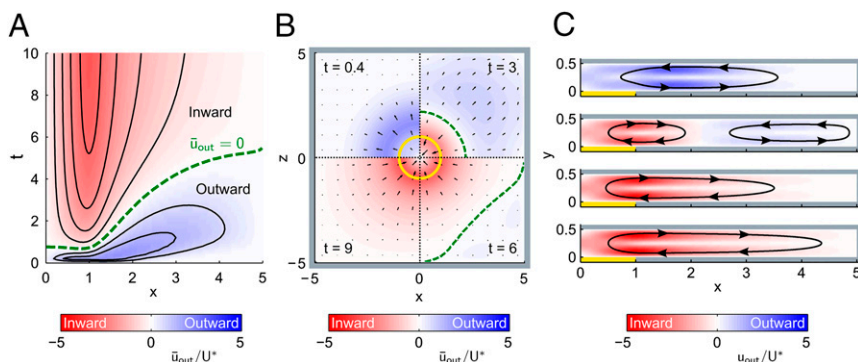 A
10
8
6
4
2
0
t
Inward
ū_out = 0
Outward
0 1 2 3 4 5
x
Inward Outward
−5 0 5
ū_out/U*
B
5
z
0
−5
t = 0.4 t = 3
t = 9 t = 6
−5 0 5
x
Inward Outward
−5 0 5
ū_out/U*
C
0.5
0
0.5
0
0.5
0
0.5
0
y
0 1 2 3 4 5
x
Inward Outward
−5 0 5
u_out/U*